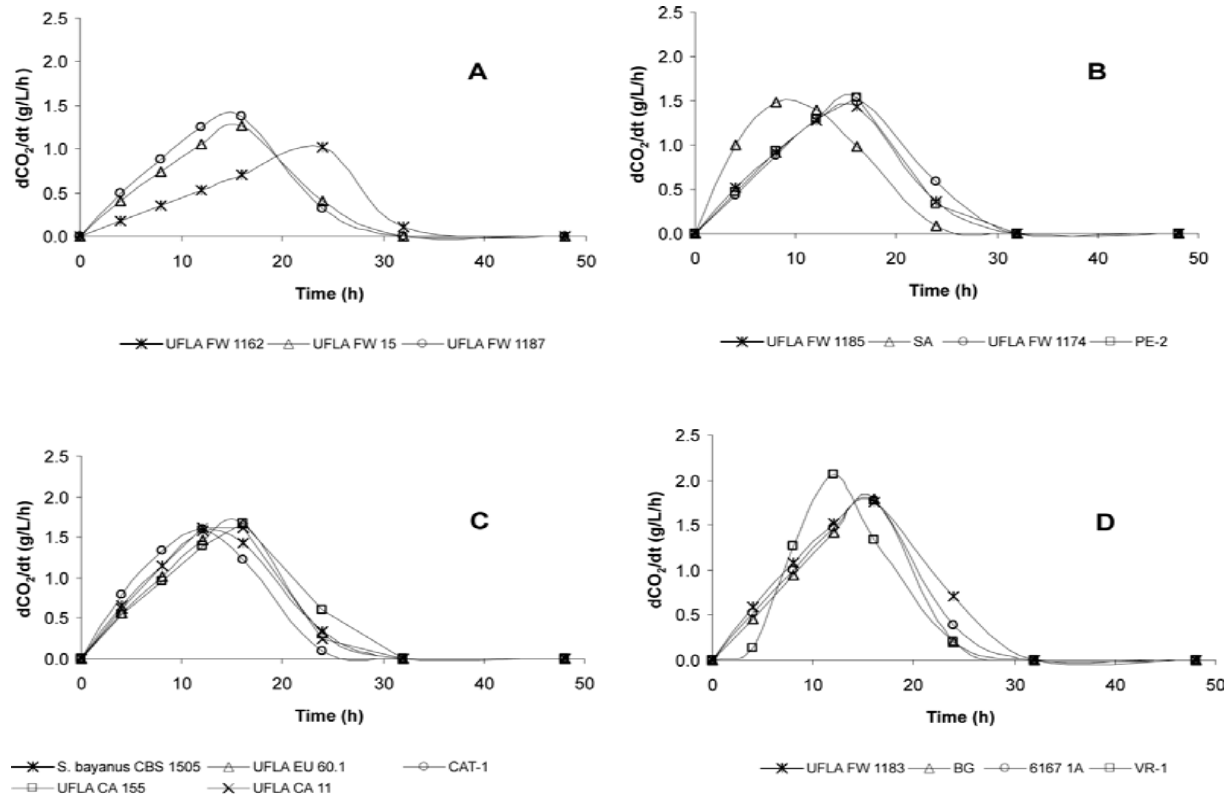 A
dCO₂/dt (g/L/h)
2.5
2.0
1.5
1.0
0.5
0.0
0 10 20 30 40 50
Time (h)
UFLA FW 1162 UFLA FW 15 UFLA FW 1187
B
dCO₂/dt (g/L/h)
2.5
2.0
1.5
1.0
0.5
0.0
0 10 20 30 40 50
Time (h)
UFLA FW 1185 SA UFLA FW 1174 PE-2
C
dCO₂/dt (g/L/h)
2.5
2.0
1.5
1.0
0.5
0.0
0 10 20 30 40 50
Time (h)
S. bayanus CBS 1505 UFLA EU 60.1 CAT-1
UFLA CA 155 UFLA CA 11
D
dCO₂/dt (g/L/h)
2.5
2.0
1.5
1.0
0.5
0.0
0 10 20 30 40 50
Time (h)
UFLA FW 1183 BG 6167 1A VR-1